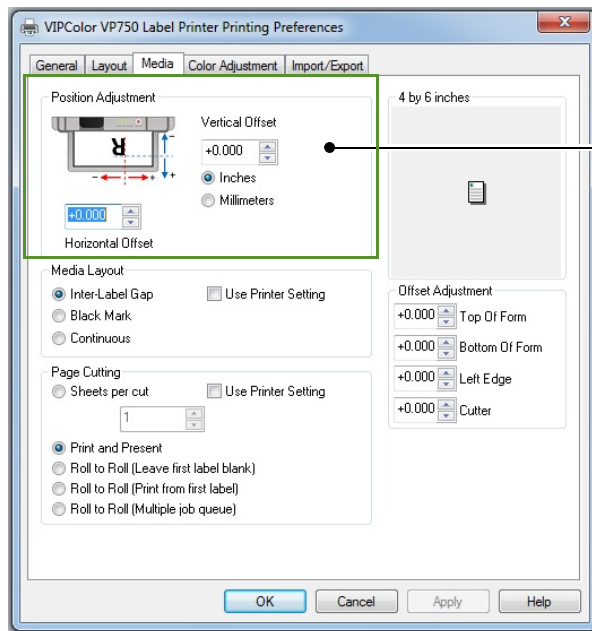 VIPColor VP750 Label Printer Printing Preferences
General Layout Media Color Adjustment Import/Export
Position Adjustment
R
Vertical Offset
+0.000
Inches
Millimeters
+0.000
Horizontal Offset
4 by 6 inches
Media Layout
Inter-Label Gap Use Printer Setting
Black Mark
Continuous
Offset Adjustment
+0.000 Top Of Form
+0.000 Bottom Of Form
+0.000 Left Edge
+0.000 Cutter
Page Cutting
Sheets per cut Use Printer Setting
1
Print and Present
Roll to Roll (Leave first label blank)
Roll to Roll (Print from first label)
Roll to Roll (Multiple job queue)
OK Cancel Apply Help